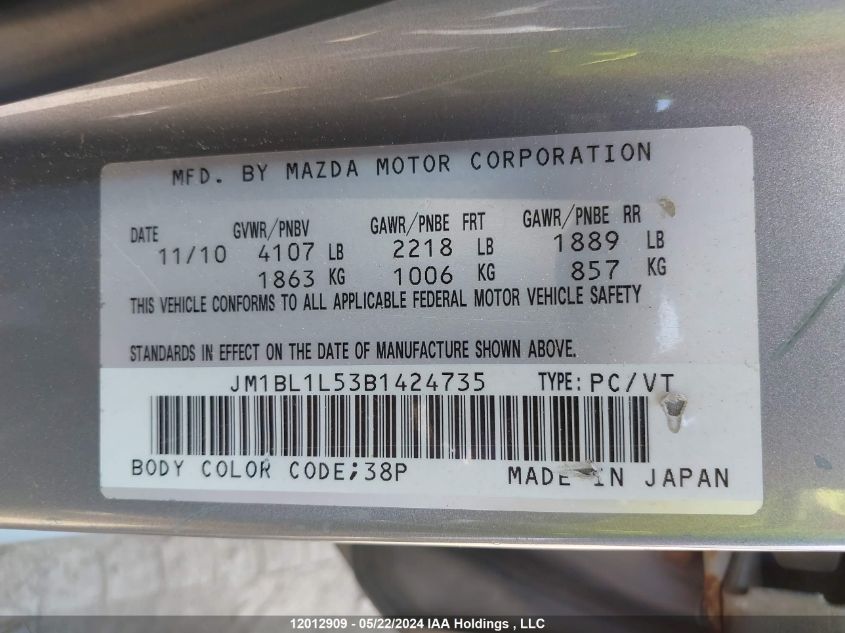 MFD. BY MAZDA MOTOR CORPORATION
DATE GVWR/PNBV GAWR/PNBE FRT GAWR/PNBE RR
11/10 4107 LB 2218 LB 1889 LB
1863 KG 1006 KG 857 KG
THIS VEHICLE CONFORMS TO ALL APPLICABLE FEDERAL MOTOR VEHICLE SAFETY
STANDARDS IN EFFECT ON THE DATE OF MANUFACTURE SHOWN ABOVE.
JM1BL1L53B1424735 TYPE: PC/VT
BODY COLOR CODE;38P MADE IN JAPAN
12012909 - 05/22/2024 IAA Holdings , LLC